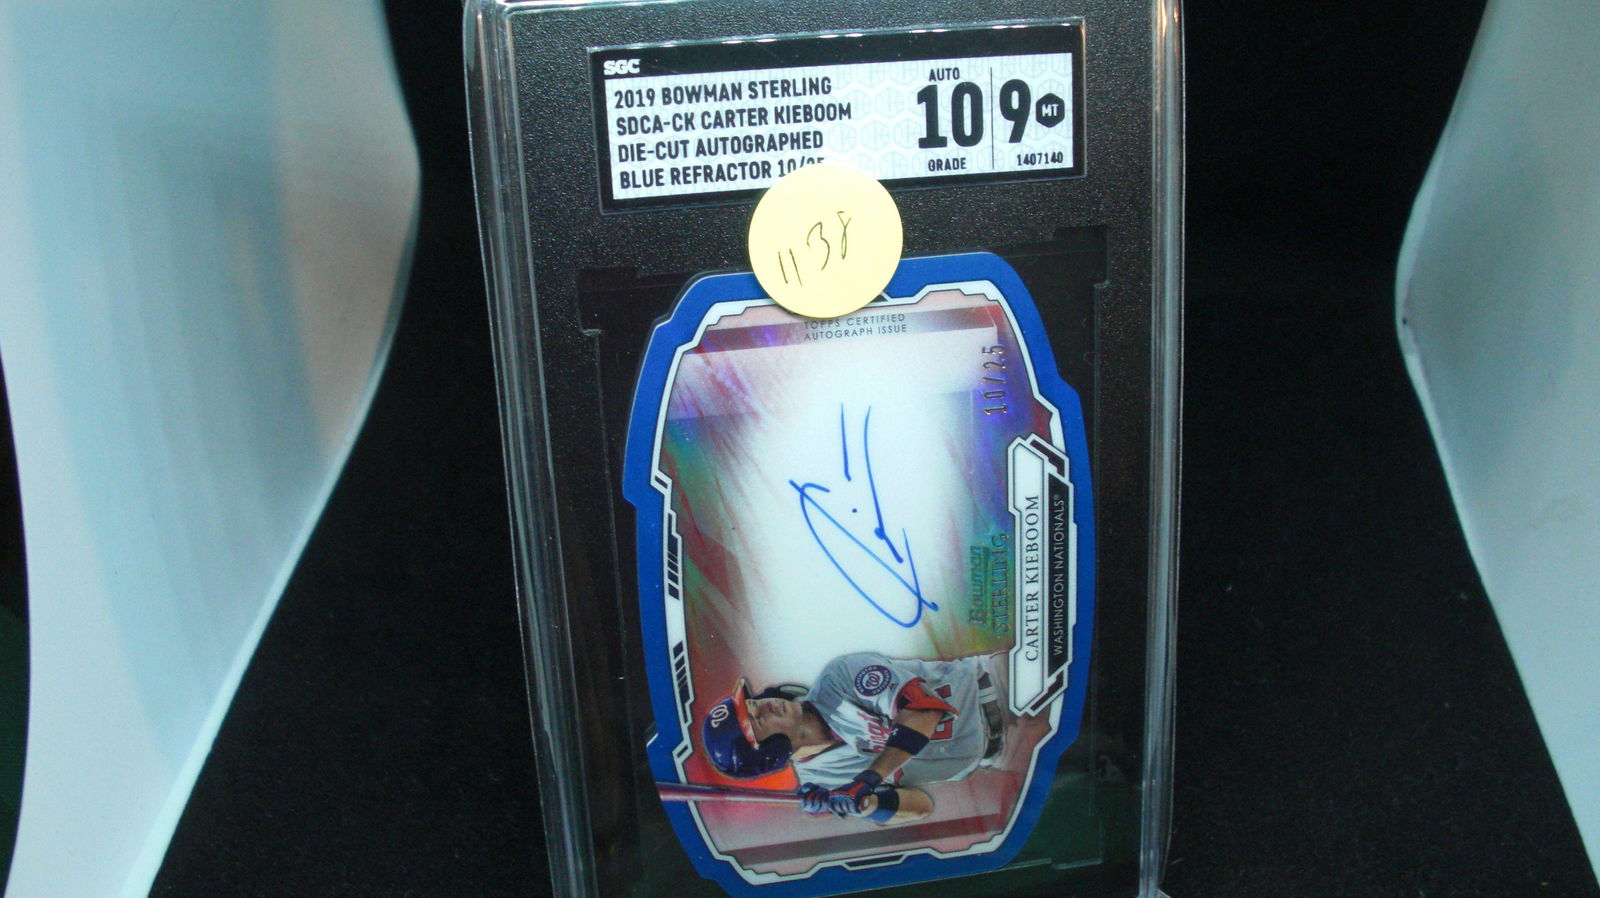 SGC
2019 BOWMAN STERLING
SDCA-CK CARTER KIEBOOM
DIE-CUT AUTOGRAPHED
BLUE REFRACTOR 10/25
AUTO
10
GRADE
9
MT
1407140
1138
TOPPS CERTIFIED
AUTOGRAPH ISSUE
10/25
Bowman
STERLING
CARTER KIEBOOM
WASHINGTON NATIONALS®
W
W